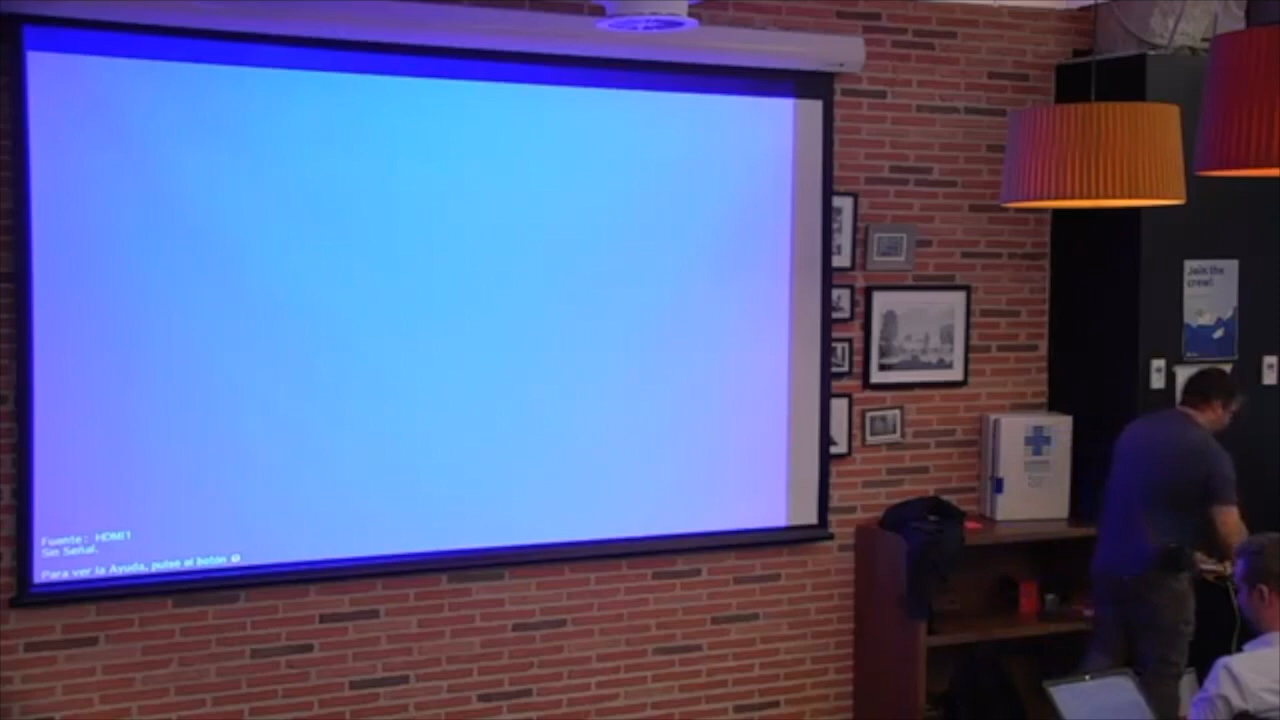 Fuente: HDMI1
Sin Señal.
Para ver la Ayuda, pulse el botón ?
Join the
crew!